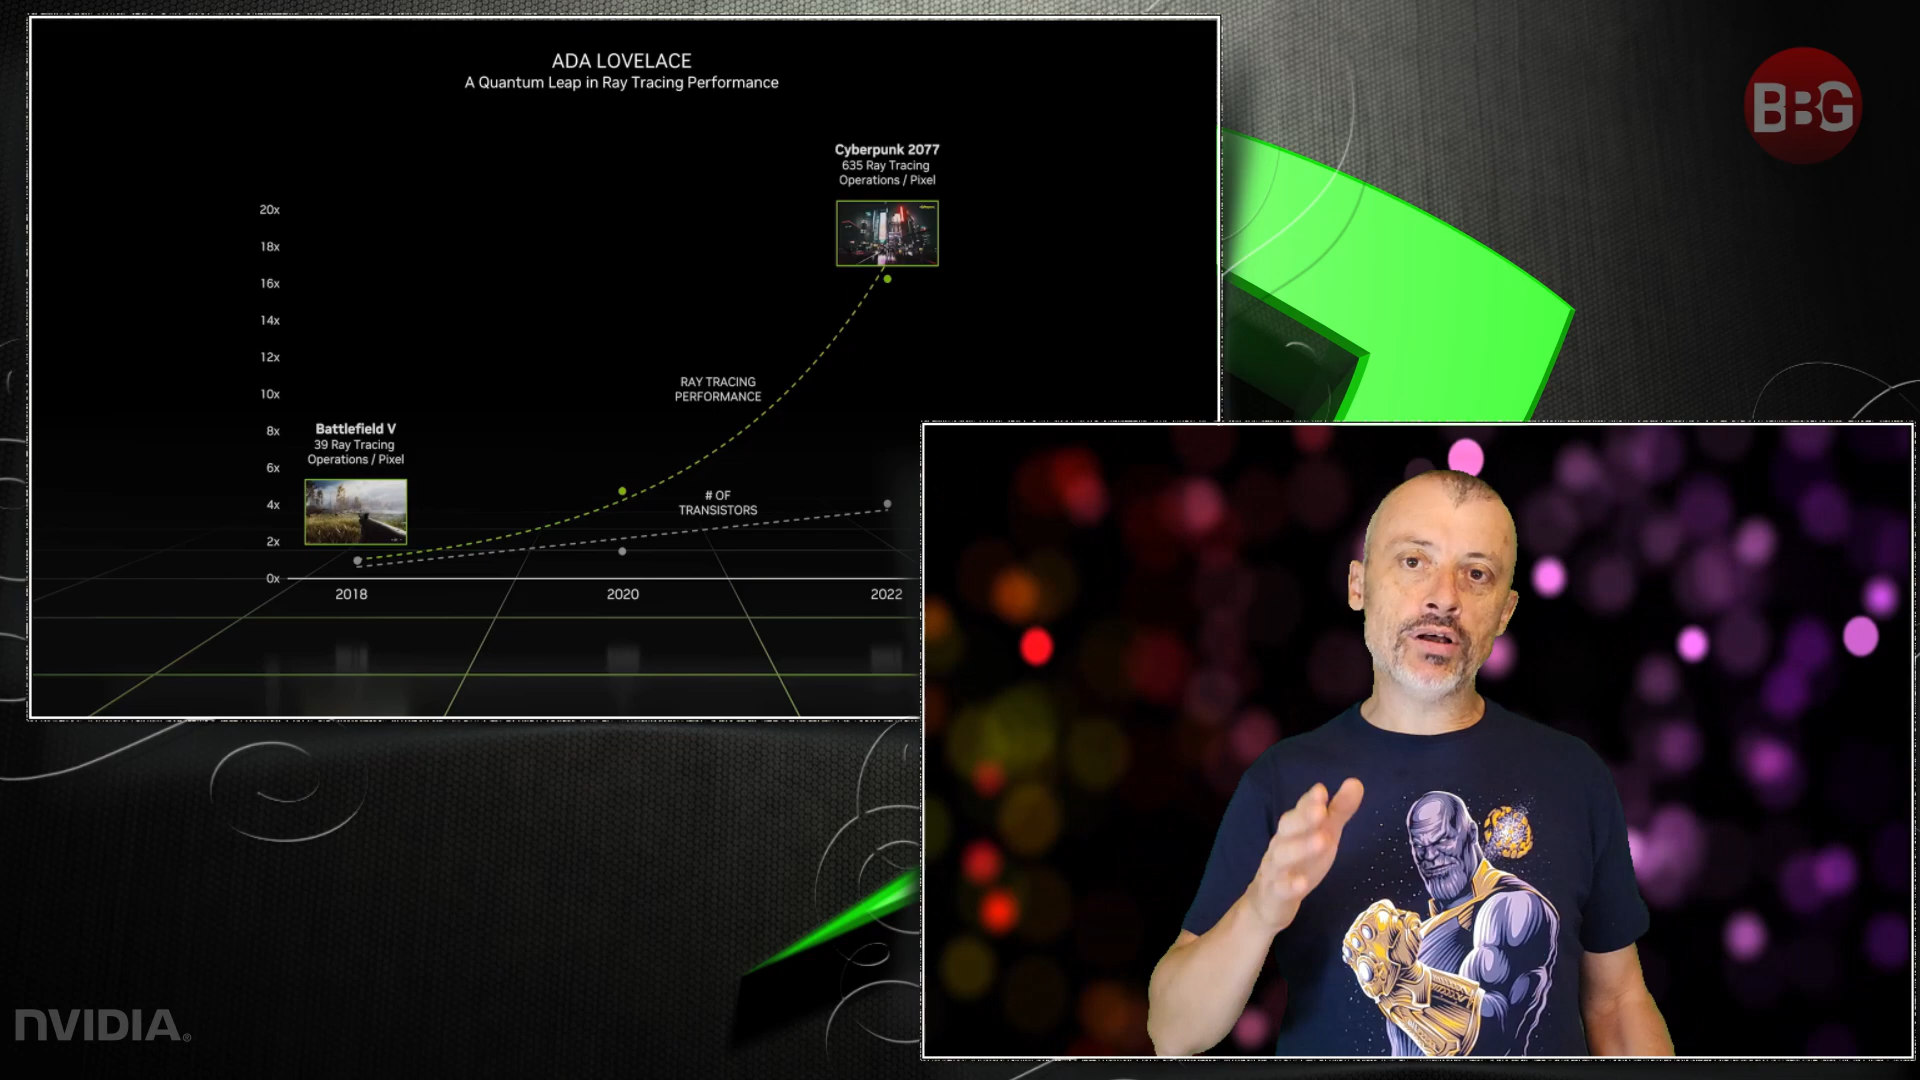 ADA LOVELACE
A Quantum Leap in Ray Tracing Performance
BBG
Cyberpunk 2077
635 Ray Tracing
Operations / Pixel
20x
18x
16x
14x
12x
10x
8x
6x
4x
2x
0x
RAY TRACING
PERFORMANCE
Battlefield V
39 Ray Tracing
Operations / Pixel
# OF
TRANSISTORS
2018
2020
2022
NVIDIA®